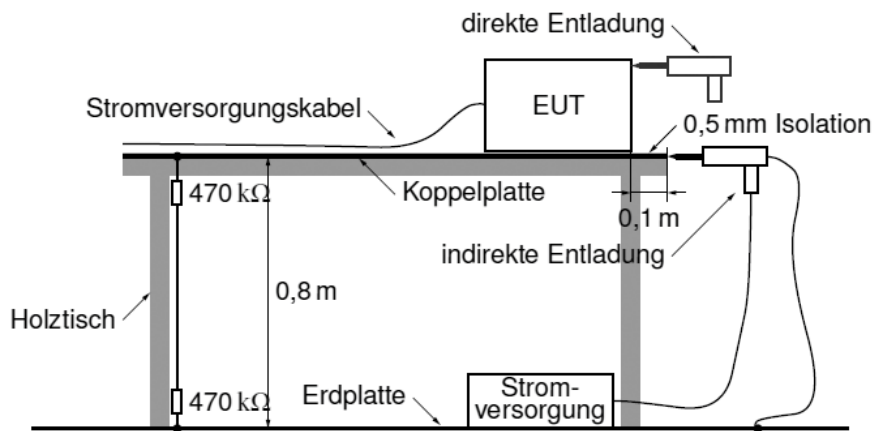 direkte Entladung
Stromversorgungskabel
EUT
0,5 mm Isolation
470 kΩ
Koppelplatte
0,1 m
indirekte Entladung
0,8 m
Holztisch
470 kΩ
Erdplatte
Strom-
versorgung